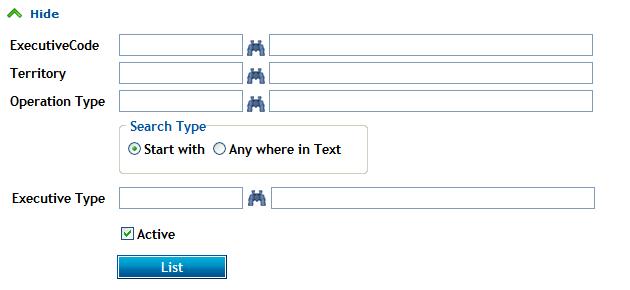 Hide
ExecutiveCode
Territory
Operation Type
Search Type
Start with Any where in Text
Executive Type
Active
List